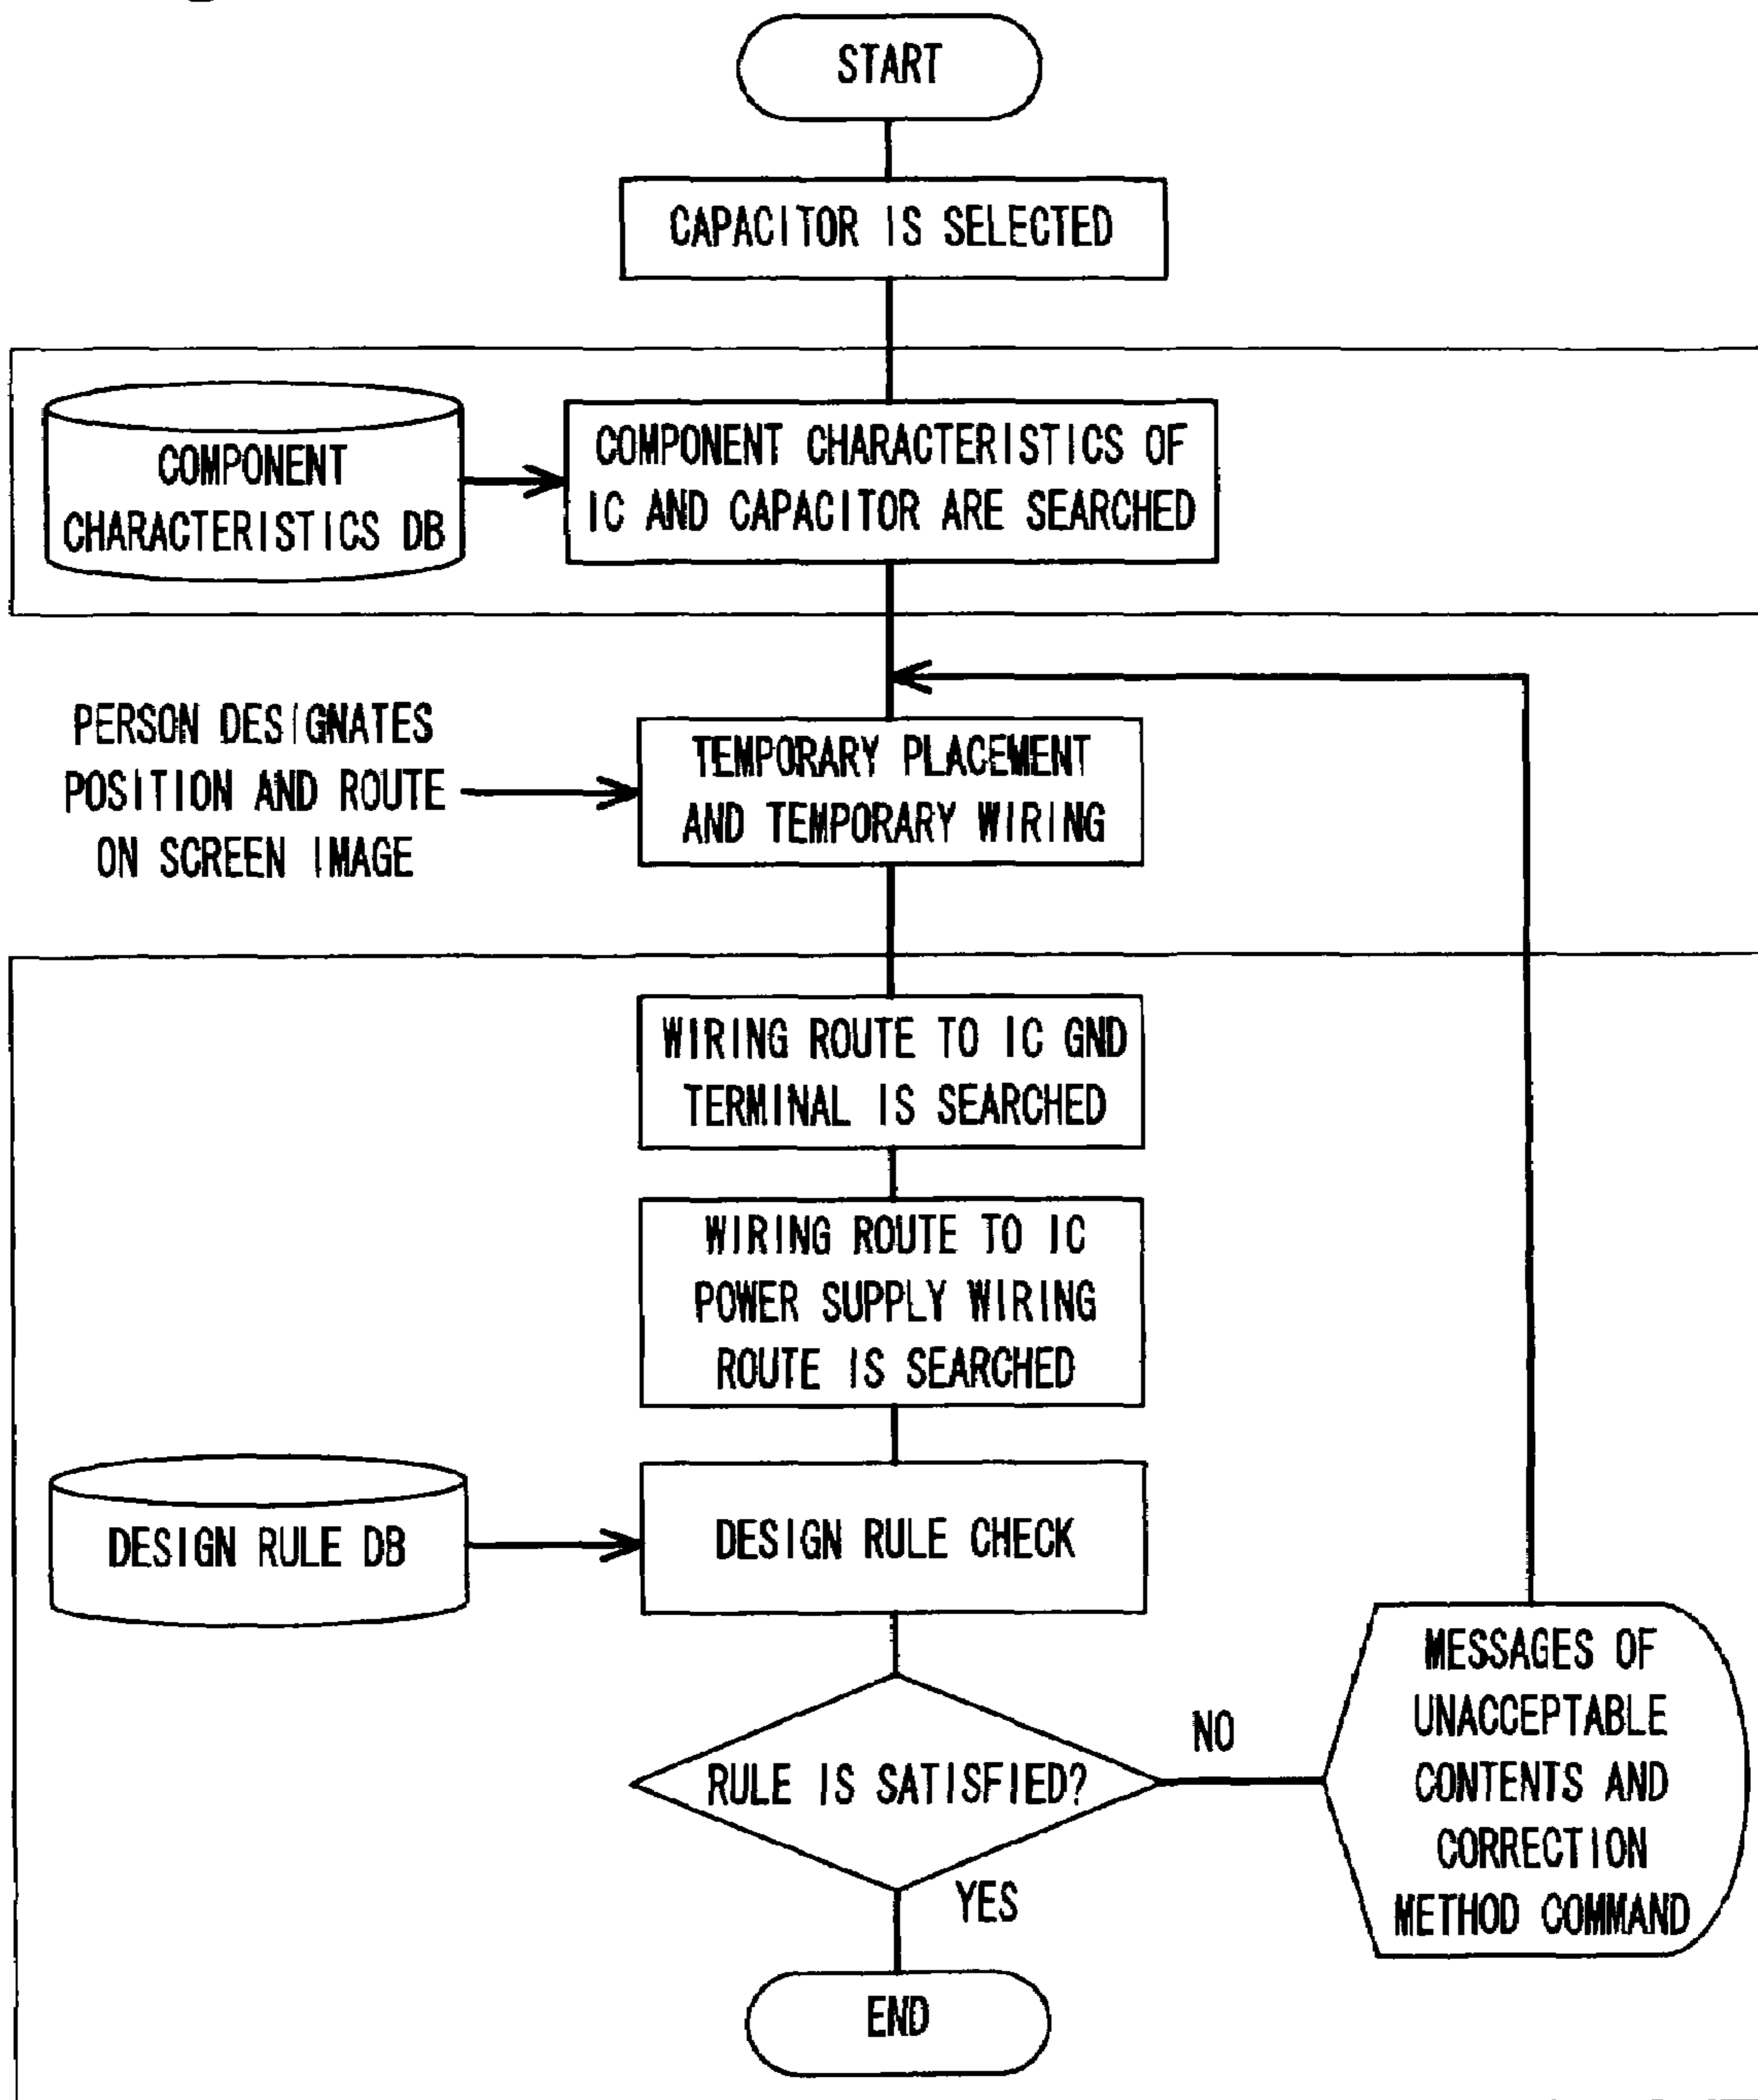 START
CAPACITOR IS SELECTED
COMPONENT
CHARACTERISTICS DB
COMPONENT CHARACTERISTICS OF
IC AND CAPACITOR ARE SEARCHED
PERSON DESIGNATES
POSITION AND ROUTE
ON SCREEN IMAGE
TEMPORARY PLACEMENT
AND TEMPORARY WIRING
WIRING ROUTE TO IC GND
TERMINAL IS SEARCHED
WIRING ROUTE TO IC
POWER SUPPLY WIRING
ROUTE IS SEARCHED
DESIGN RULE DB
DESIGN RULE CHECK
RULE IS SATISFIED?
NO
MESSAGES OF
UNACCEPTABLE
CONTENTS AND
CORRECTION
METHOD COMMAND
YES
END